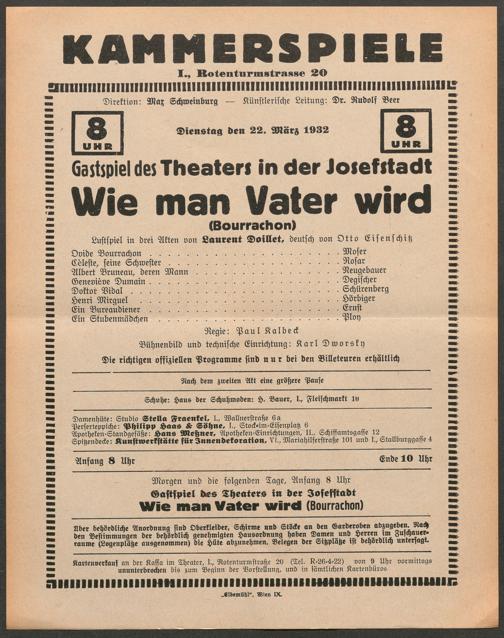 KAMMERSPIELE
I., Rotenturmstrasse 20
Direktion: Max Schweinburg — Künstlerische Leitung: Dr. Rudolf Beer
8 UHR
Dienstag den 22. März 1932
8 UHR
Gastspiel des Theaters in der Josefstadt
Wie man Vater wird
(Bourrachon)
Lustspiel in drei Akten von Laurent Doillet, deutsch von Otto Eisenschitz
Ovide Bourrachon . . . . . . . . . . Moser
Céleste, seine Schwester . . . . . . . . . . Rosar
Albert Bruneau, deren Mann . . . . . . . . . . Neugebauer
Geneviève Dumain . . . . . . . . . . Degischer
Doktor Vidal . . . . . . . . . . Schürenberg
Henri Mirguel . . . . . . . . . . Hörbiger
Ein Bureaudiener . . . . . . . . . . Ernst
Ein Stubenmädchen . . . . . . . . . . Ploy
Regie: Paul Kalbeck
Bühnenbild und technische Einrichtung: Karl Dworsky
Die richtigen offiziellen Programme sind nur bei den Billeteuren erhältlich
Nach dem zweiten Akt eine größere Pause
Schuhe: Haus der Schuhmoden: H. Bauer, I., Fleischmarkt 10
Damenhüte: Studio Stella Fraenkel, I., Wallnerstraße 6a
Perserteppiche: Philipp Haas & Söhne, I., Stock-im-Eisenplatz 6
Apotheken-Standgefäße: Hans Meßner, Apotheken-Einrichtungen, II., Schiffamtsgasse 12
Spitzendecke: Kunstwerkstätte für Innendekoration, VI., Mariahilferstraße 101 und I., Stallburggasse 4
Anfang 8 Uhr Ende 10 Uhr
Morgen und die folgenden Tage, Anfang 8 Uhr
Gastspiel des Theaters in der Josefstadt
Wie man Vater wird (Bourrachon)
Über behördliche Anordnung sind Oberkleider, Schirme und Stöcke an den Garderoben abzugeben. Nach
den Bestimmungen der behördlich genehmigten Hausordnung haben Damen und Herren im Zuschauer-
raume (Logenplätze ausgenommen) die Hüte abzunehmen. Belegen der Sitzplätze ist behördlich untersagt.
Kartenverkauf an der Kassa im Theater, I., Rotenturmstraße 20 (Tel. R-26-4-22) von 9 Uhr vormittags
ununterbrochen bis zum Beginn der Vorstellung, und in sämtlichen Kartenbüros
„Elbemühl", Wien IX.